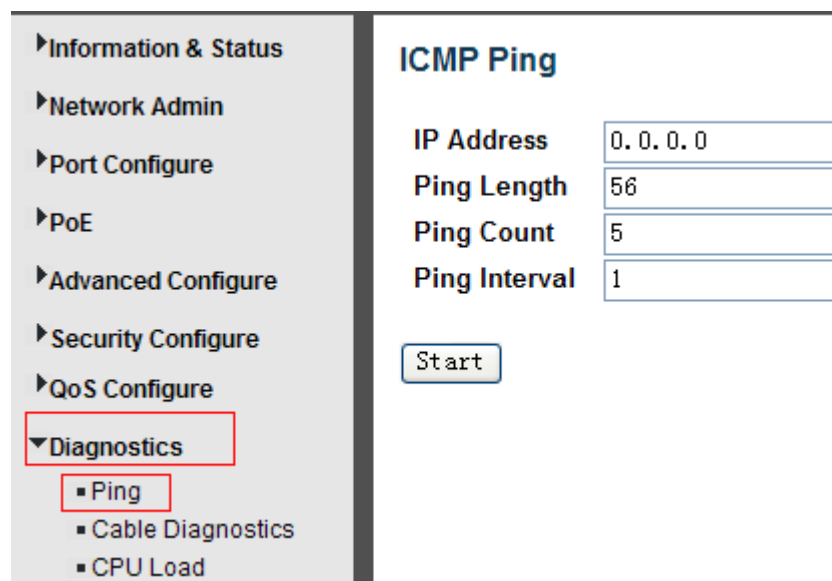 Information & Status
Network Admin
Port Configure
PoE
Advanced Configure
Security Configure
QoS Configure
Diagnostics
Ping
Cable Diagnostics
CPU Load
ICMP Ping
IP Address 0.0.0.0
Ping Length 56
Ping Count 5
Ping Interval 1
Start